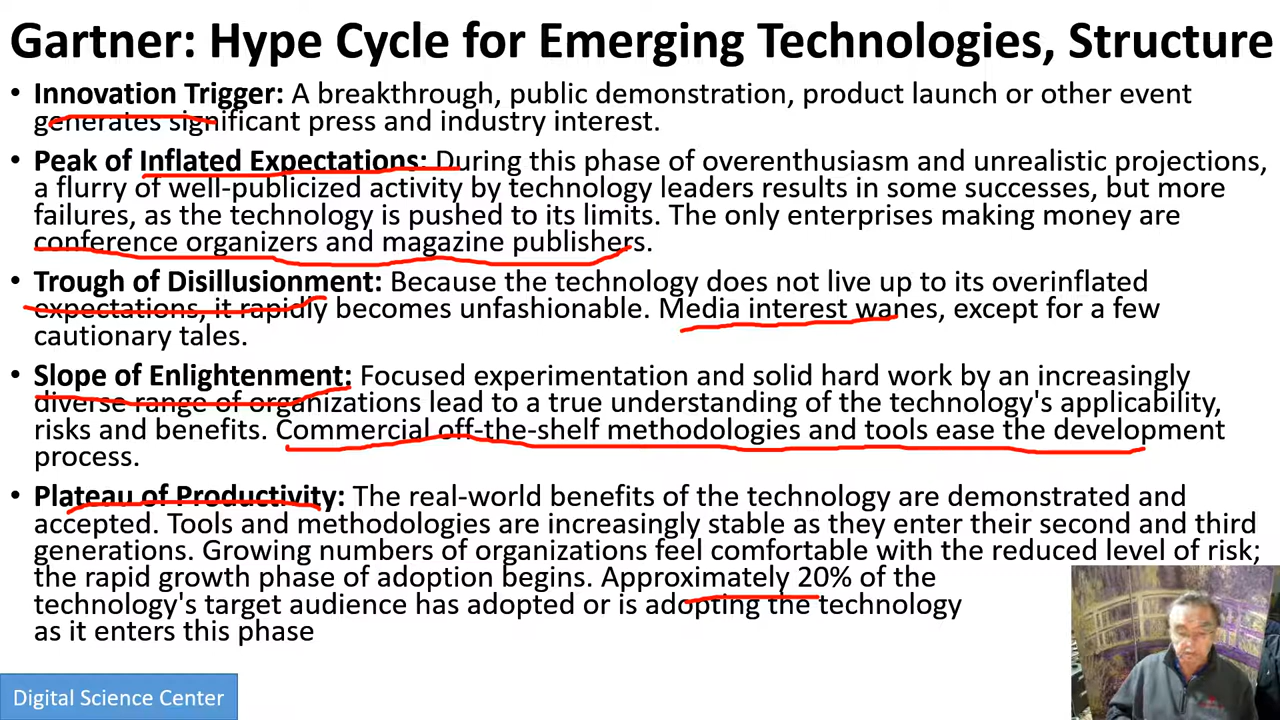 Gartner: Hype Cycle for Emerging Technologies, Structure
• Innovation Trigger: A breakthrough, public demonstration, product launch or other event
generates significant press and industry interest.
• Peak of Inflated Expectations: During this phase of overenthusiasm and unrealistic projections,
a flurry of well-publicized activity by technology leaders results in some successes, but more
failures, as the technology is pushed to its limits. The only enterprises making money are
conference organizers and magazine publishers.
• Trough of Disillusionment: Because the technology does not live up to its overinflated
expectations, it rapidly becomes unfashionable. Media interest wanes, except for a few
cautionary tales.
• Slope of Enlightenment: Focused experimentation and solid hard work by an increasingly
diverse range of organizations lead to a true understanding of the technology's applicability,
risks and benefits. Commercial off-the-shelf methodologies and tools ease the development
process.
• Plateau of Productivity: The real-world benefits of the technology are demonstrated and
accepted. Tools and methodologies are increasingly stable as they enter their second and third
generations. Growing numbers of organizations feel comfortable with the reduced level of risk;
the rapid growth phase of adoption begins. Approximately 20% of the
technology's target audience has adopted or is adopting the technology
as it enters this phase
Digital Science Center